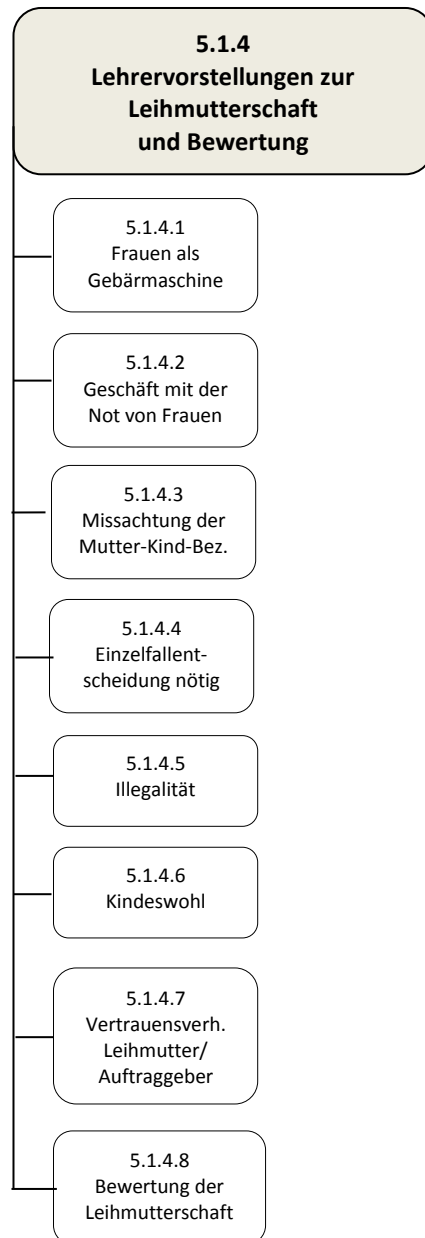 5.1.4
Lehrervorstellungen zur
Leihmutterschaft
und Bewertung
5.1.4.1
Frauen als
Gebärmaschine
5.1.4.2
Geschäft mit der
Not von Frauen
5.1.4.3
Missachtung der
Mutter-Kind-Bez.
5.1.4.4
Einzelfallent-
scheidung nötig
5.1.4.5
Illegalität
5.1.4.6
Kindeswohl
5.1.4.7
Vertrauensverh.
Leihmutter/
Auftraggeber
5.1.4.8
Bewertung der
Leihmutterschaft